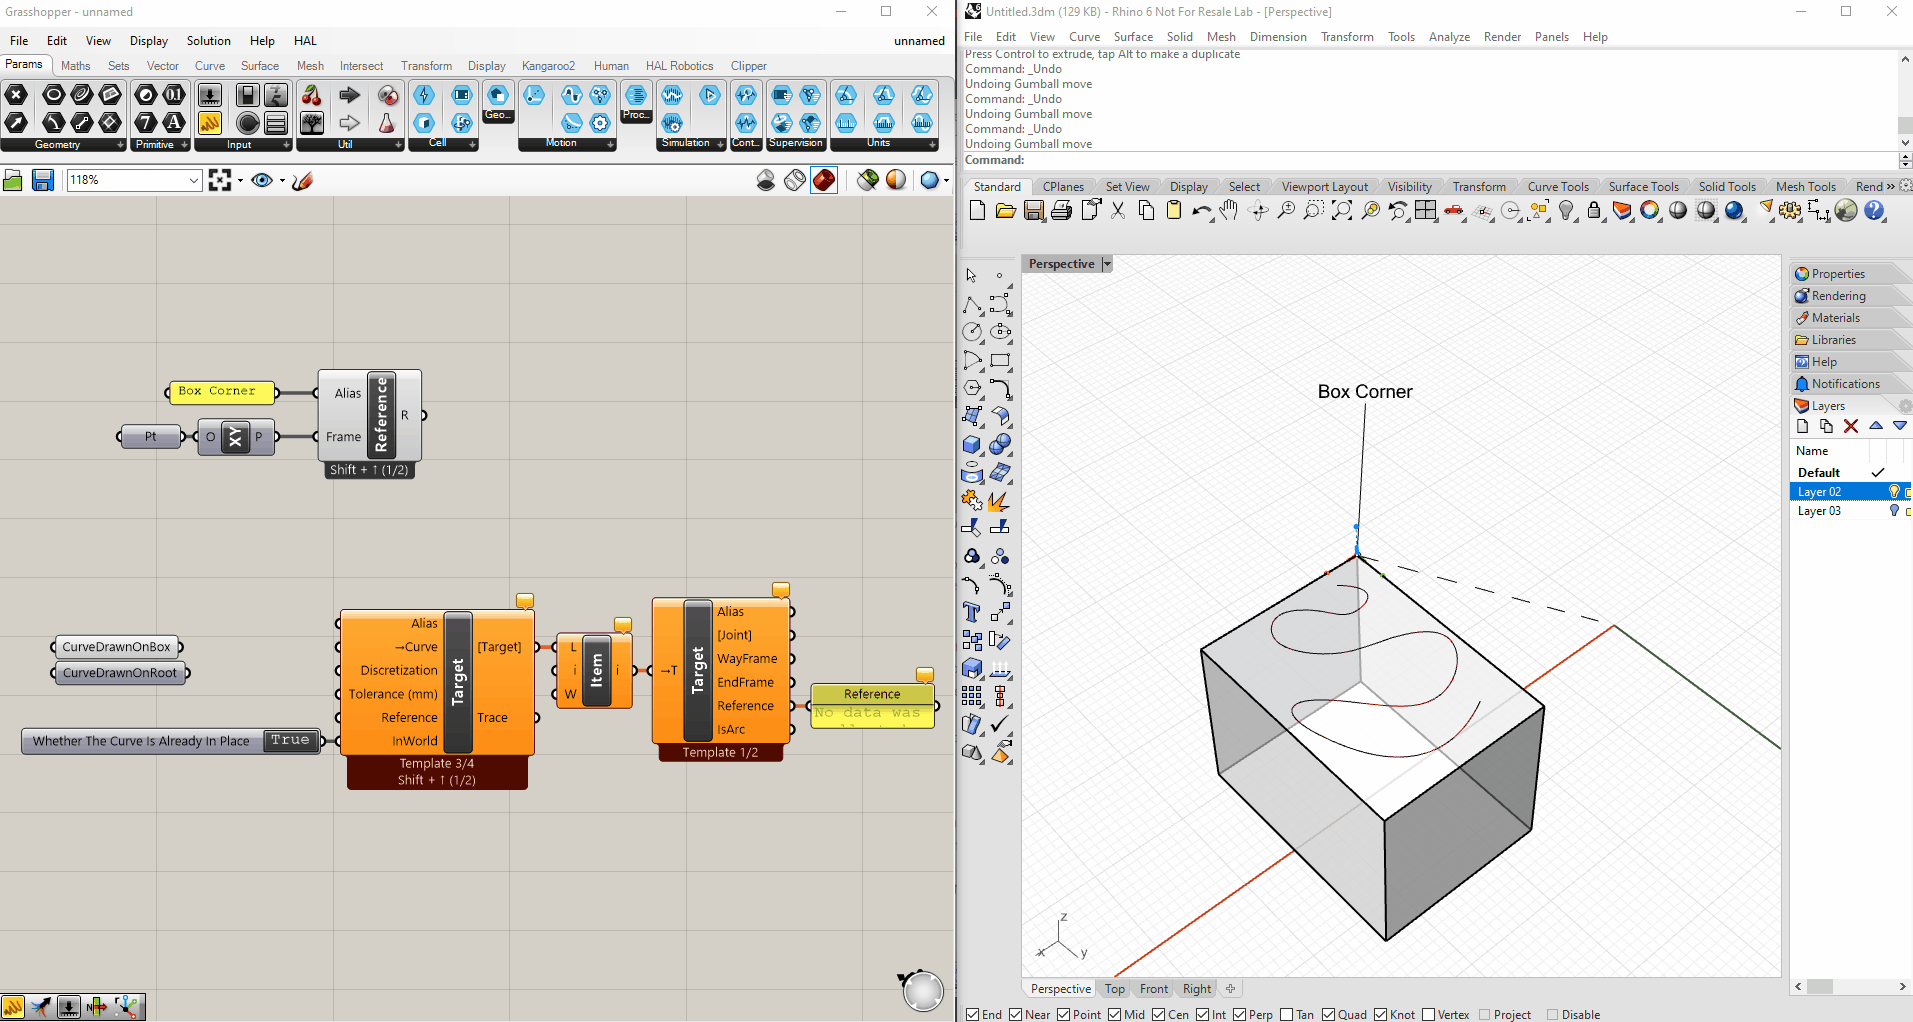 Grasshopper - unnamed
File Edit View Display Solution Help HAL unnamed
Params Maths Sets Vector Curve Surface Mesh Intersect Transform Display Kangaroo2 Human HAL Robotics Clipper
Geo... Proc...
Geometry Primitive Input Util Cell Motion Simulation Cont... Supervision Units
118%
Box Corner
Alias
Reference
R
Pt
O XY P
Frame
Shift + ↑ (1/2)
CurveDrawnOnBox
CurveDrawnOnRoot
Whether The Curve Is Already In Place True
Alias
→Curve
Discretization
Tolerance (mm)
Reference
InWorld
Target
[Target]
Trace
Template 3/4
Shift + ↑ (1/2)
L
i
W
Item
i
→T
Target
Alias
[Joint]
WayFrame
EndFrame
Reference
IsArc
Template 1/2
Reference
No data was
Untitled.3dm (129 KB) - Rhino 6 Not For Resale Lab - [Perspective]
File Edit View Curve Surface Solid Mesh Dimension Transform Tools Analyze Render Panels Help
Press Control to extrude, tap Alt to make a duplicate
Command: _Undo
Undoing Gumball move
Command: _Undo
Undoing Gumball move
Command: _Undo
Undoing Gumball move
Command:
Standard CPlanes Set View Display Select Viewport Layout Visibility Transform Curve Tools Surface Tools Solid Tools Mesh Tools Rend »
Perspective
Box Corner
z
x
y
Properties
Rendering
Materials
Libraries
Help
Notifications
Layers
Name
Default
Layer 02
Layer 03
Perspective Top Front Right
End Near Point Mid Cen Int Perp Tan Quad Knot Vertex Project Disable